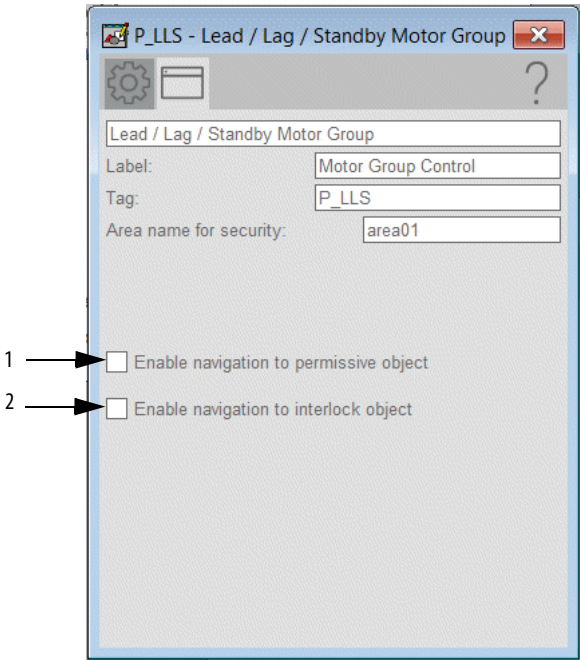 P_LLS - Lead / Lag / Standby Motor Group
?
Lead / Lag / Standby Motor Group
Label: Motor Group Control
Tag: P_LLS
Area name for security: area01
1 Enable navigation to permissive object
2 Enable navigation to interlock object